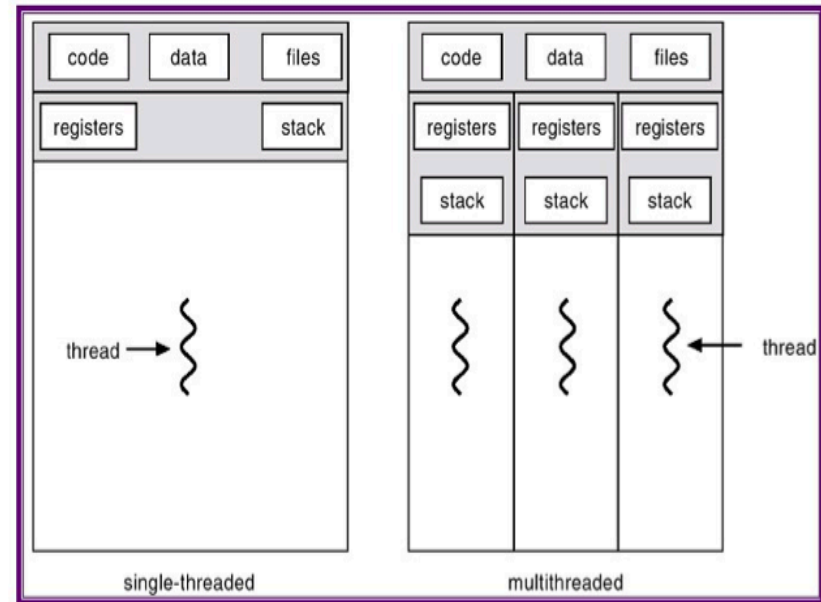 code data files
registers stack
thread
single-threaded
code data files
registers registers registers
stack stack stack
thread
multithreaded